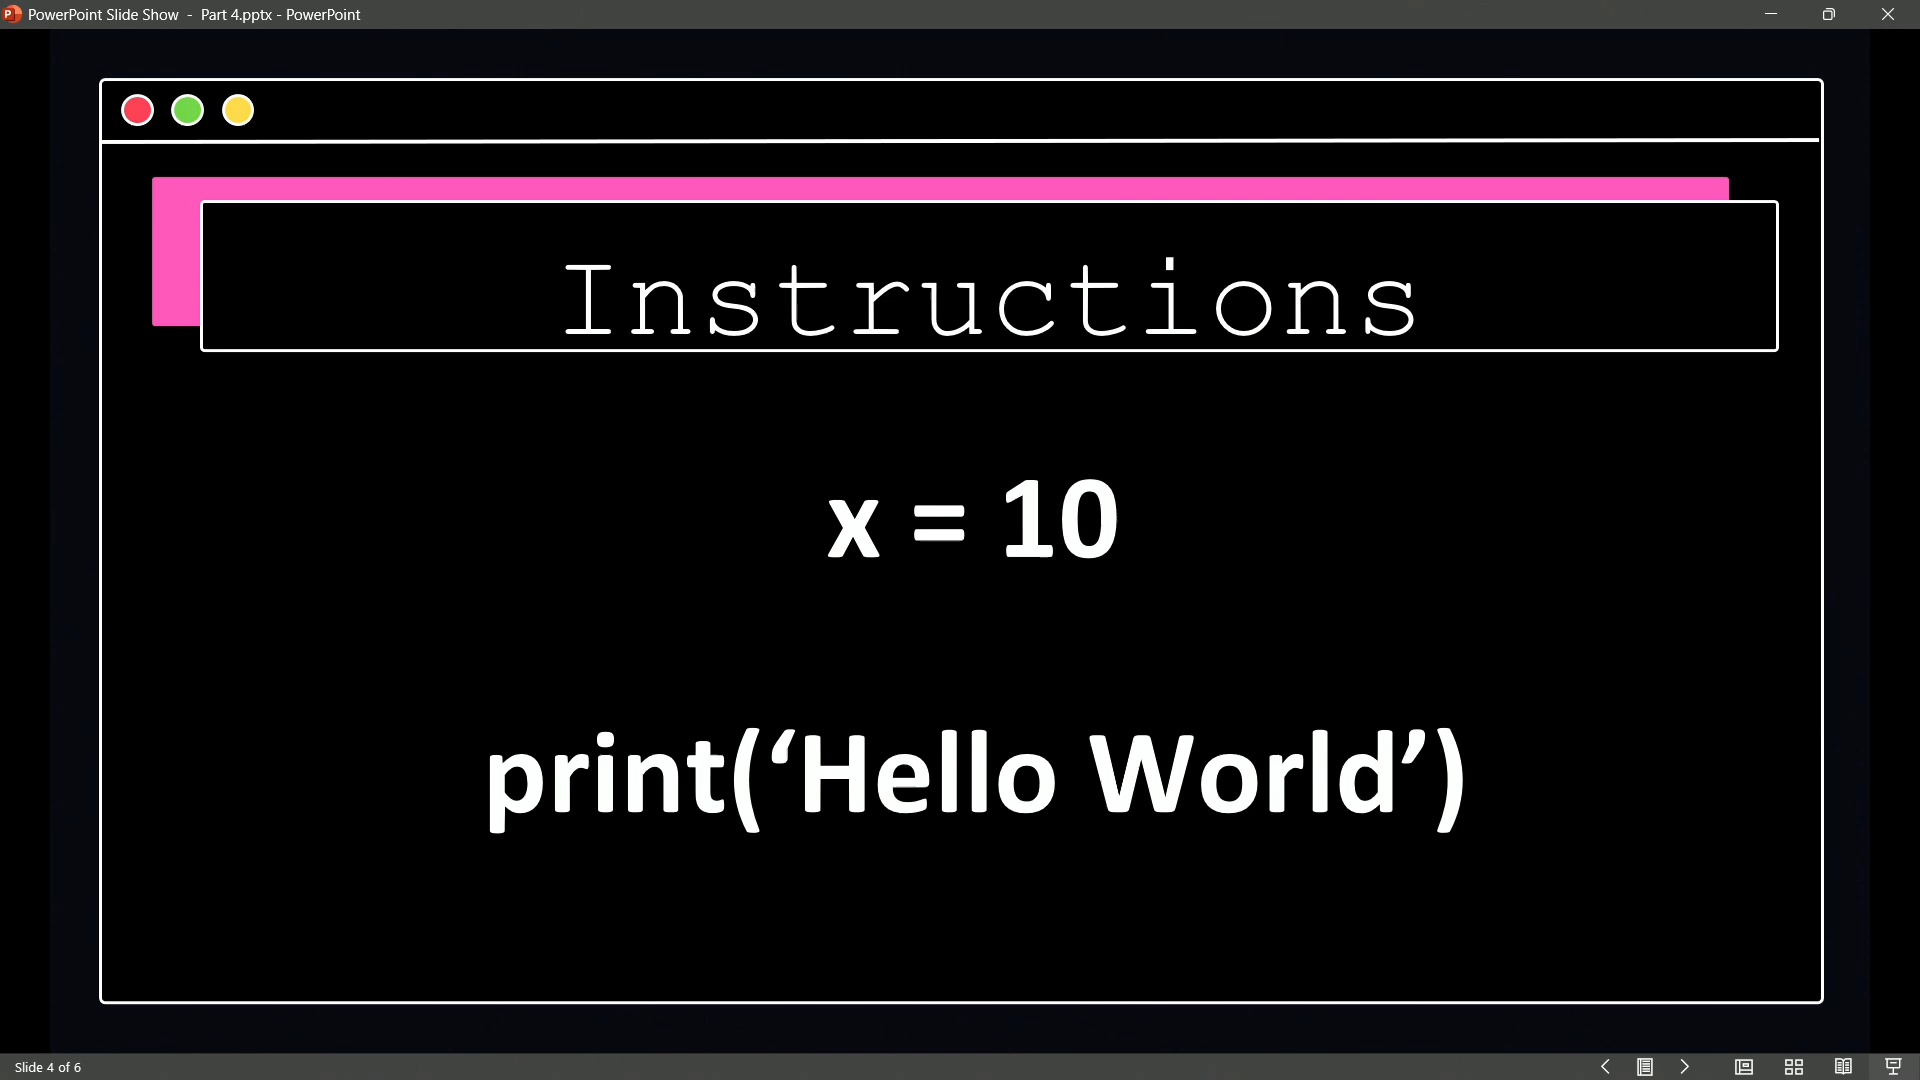 PowerPoint Slide Show - Part 4.pptx - PowerPoint
Instructions
x = 10
print(‘Hello World’)
Slide 4 of 6